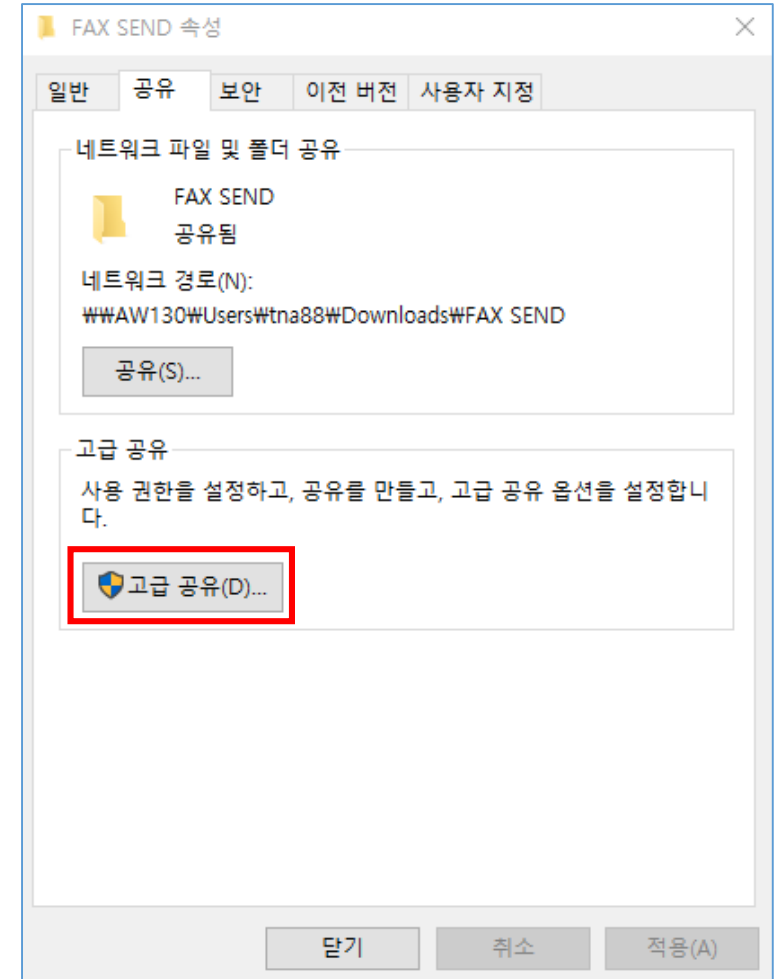 FAX SEND 속성
일반 공유 보안 이전 버전 사용자 지정
네트워크 파일 및 폴더 공유
FAX SEND
공유됨
네트워크 경로(N):
₩₩AW130₩Users₩tna88₩Downloads₩FAX SEND
공유(S)...
고급 공유
사용 권한을 설정하고, 공유를 만들고, 고급 공유 옵션을 설정합니
다.
고급 공유(D)...
닫기 취소 적용(A)